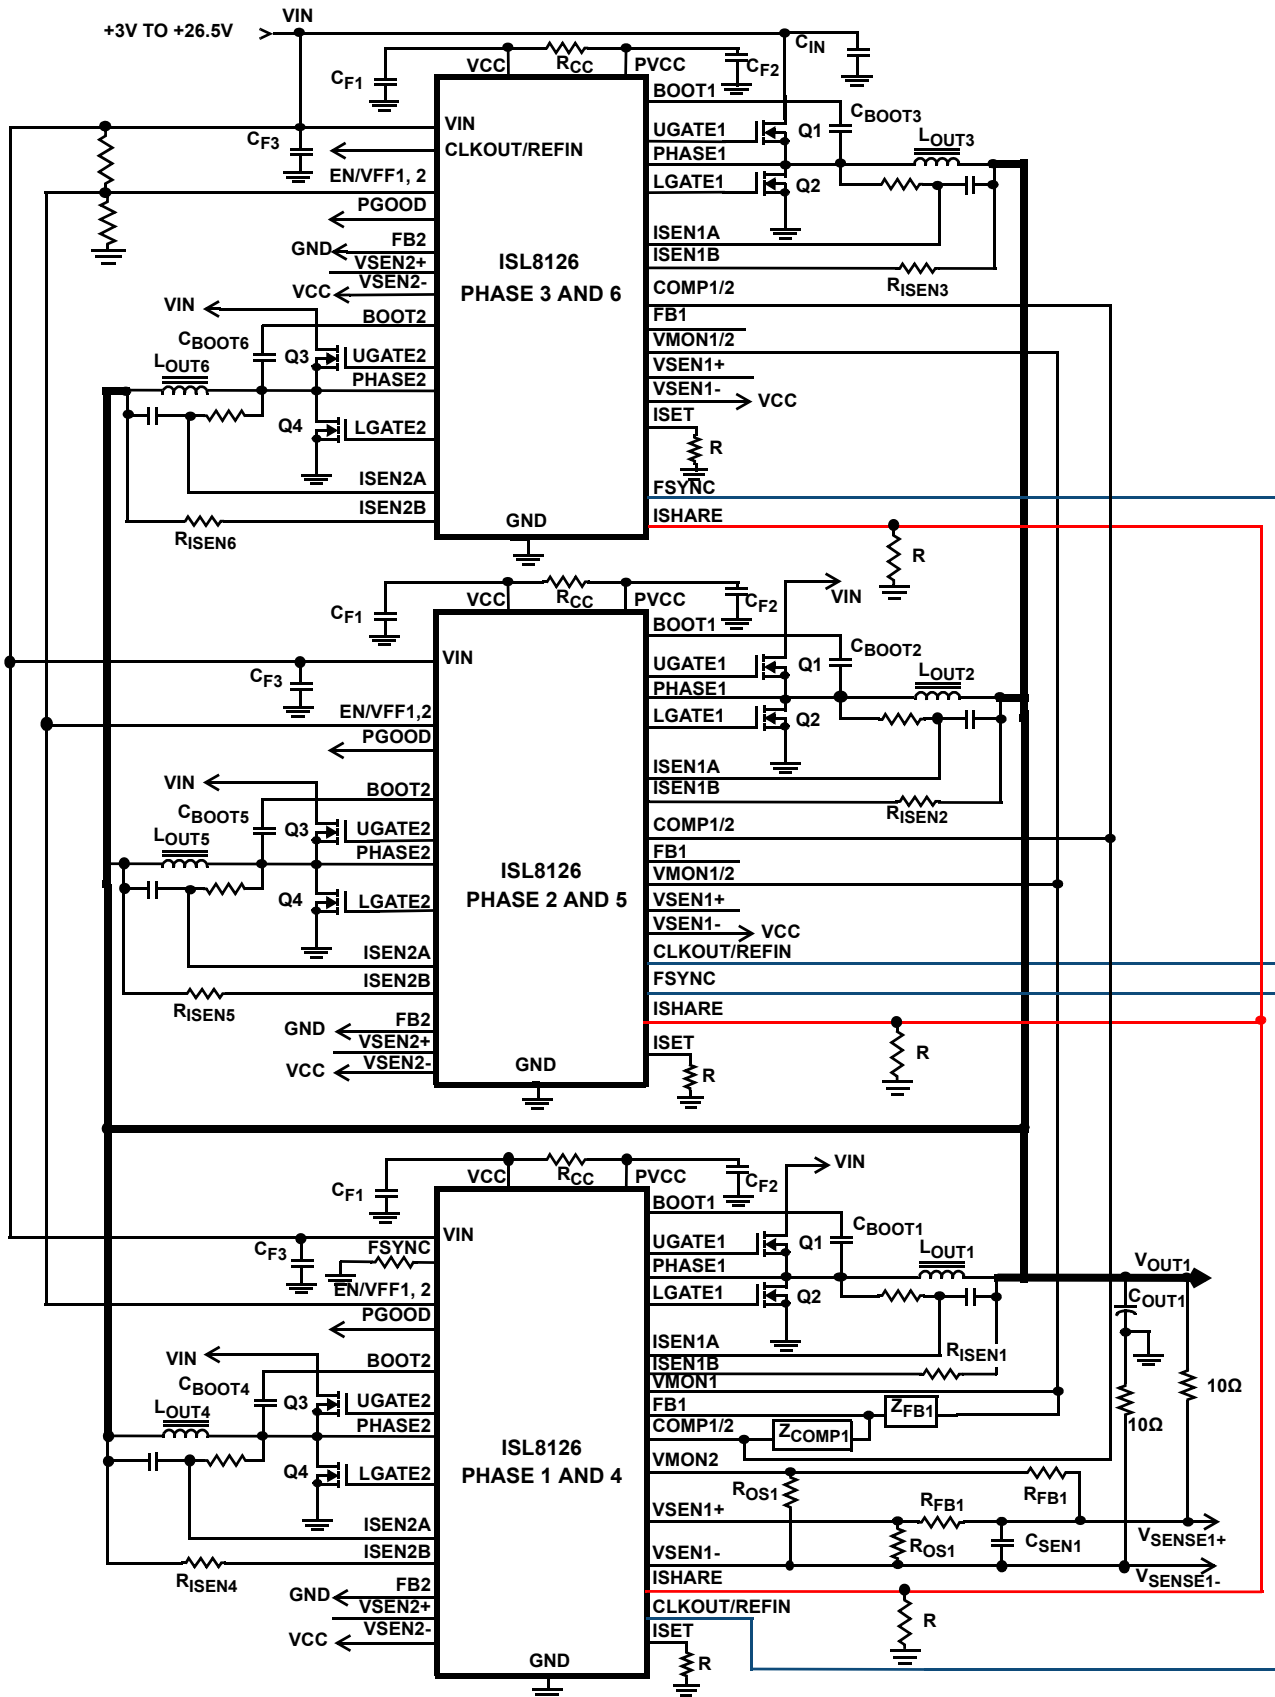 VIN
+3V TO +26.5V
CIN
VCC
RCC
PVCC
CF1
CF2
BOOT1
CBOOT3
VIN
UGATE1
Q1
LOUT3
CF3
CLKOUT/REFIN
PHASE1
EN/VFF1, 2
LGATE1
Q2
PGOOD
ISEN1A
FB2
GND
ISEN1B
VSEN2+
ISL8126
RISEN3
VSEN2-
VCC
COMP1/2
PHASE 3 AND 6
VIN
BOOT2
FB1
CBOOT6
VMON1/2
LOUT6
Q3
UGATE2
VSEN1+
PHASE2
VSEN1-
VCC
ISET
Q4
LGATE2
R
ISEN2A
FSYNC
ISEN2B
ISHARE
GND
RISEN6
R
VCC
RCC
PVCC
CF1
CF2
VIN
BOOT1
CBOOT2
VIN
UGATE1
Q1
LOUT2
CF3
PHASE1
EN/VFF1,2
LGATE1
Q2
PGOOD
ISEN1A
VIN
BOOT2
ISEN1B
CBOOT5
RISEN2
LOUT5
Q3
UGATE2
COMP1/2
PHASE2
FB1
ISL8126
VMON1/2
PHASE 2 AND 5
Q4
LGATE2
VSEN1+
VSEN1-
VCC
ISEN2A
CLKOUT/REFIN
ISEN2B
FSYNC
RISEN5
ISHARE
FB2
GND
VSEN2+
ISET
VSEN2-
VCC
GND
R
R
VCC
RCC
PVCC
VIN
CF1
CF2
BOOT1
CBOOT1
VIN
CF3
FSYNC
UGATE1
Q1
LOUT1
PHASE1
VOUT1
EN/VFF1, 2
LGATE1
Q2
COUT1
PGOOD
ISEN1A
RISEN1
VIN
BOOT2
ISEN1B
VMON1
CBOOT4
Q3
UGATE2
FB1
ZFB1
10Ω
LOUT4
PHASE2
COMP1/2
ZCOMP1
10Ω
ISL8126
VMON2
PHASE 1 AND 4
Q4
LGATE2
ROS1
RFB1
VSEN1+
RFB1
ISEN2A
VSENSE1+
ROS1
CSEN1
ISEN2B
VSEN1-
RISEN4
ISHARE
VSENSE1-
FB2
GND
VSEN2+
CLKOUT/REFIN
VSEN2-
R
VCC
ISET
GND
R